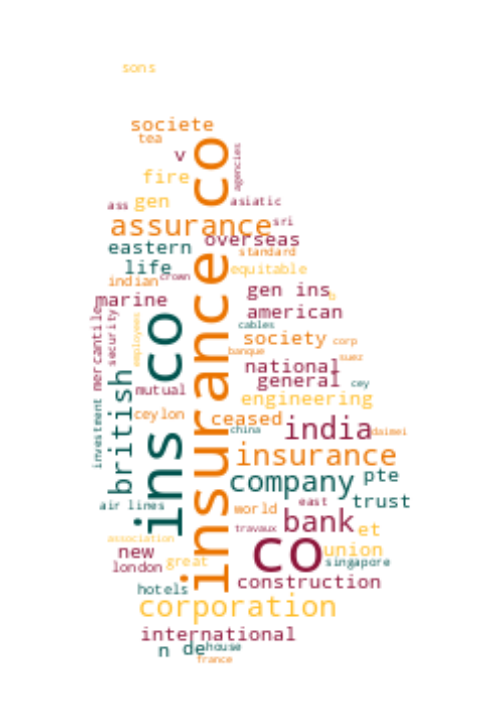 sons
societe
tea
v
agencies
fire
ass
gen
asiatic
assurance
sri
eastern
overseas
standard
life
equitable
indian
crown
gen ins
b
marine
american
mercantile
security
employees
cables
society
corp
banque
suez
national
general
cey
british
mutual
engineering
ins co
insurance co
ceylon
ceased
china
india
daimei
investment
insurance
company
pte
trust
air lines
world
east
bank
travaux
et
association
new
co
union
london
great
singapore
hotels
construction
corporation
international
n
de
house
france